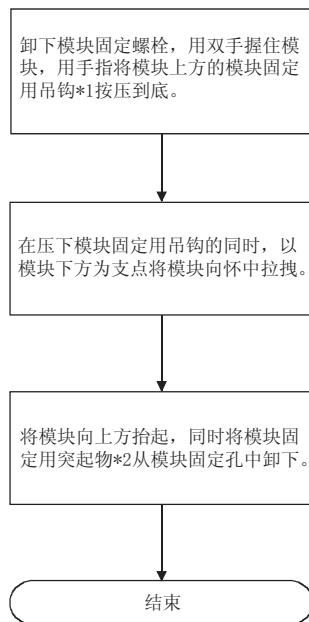 卸下模块固定螺栓，用双手握住模
块，用手指将模块上方的模块固定
用吊钩*1按压到底。
在压下模块固定用吊钩的同时，以
模块下方为支点将模块向怀中拉拽。
将模块向上方抬起，同时将模块固
定用突起物*2从模块固定孔中卸下。
结束